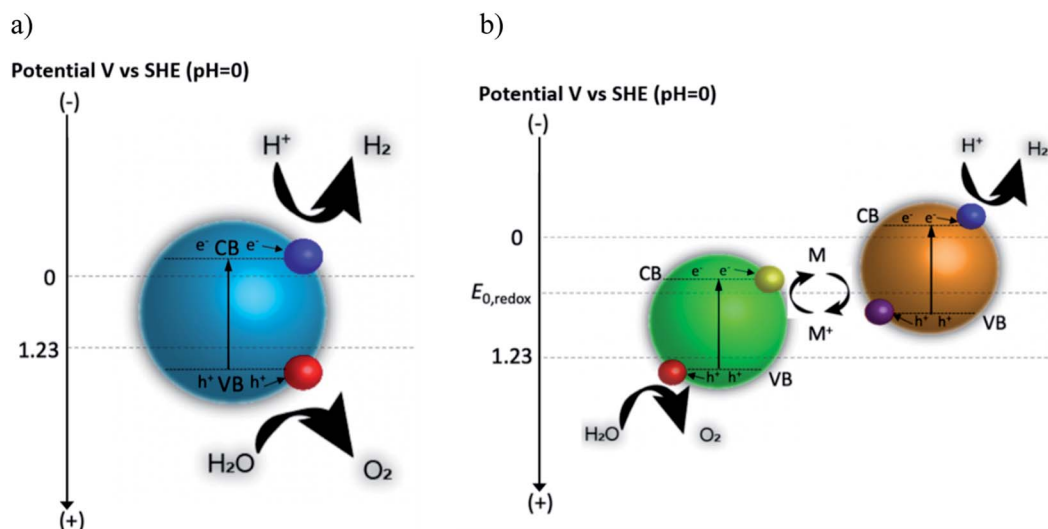 a)
Potential V vs SHE (pH=0)
(-)
H⁺ H₂
e⁻ CB e⁻
0
1.23
h⁺ VB h⁺
H₂O O₂
(+)
b)
Potential V vs SHE (pH=0)
(-)
H⁺ H₂
CB e⁻ e⁻
0
CB e⁻ e⁻ M
E₀,redox
M⁺ h⁺ h⁺ VB
1.23
h⁺ h⁺ VB
H₂O O₂
(+)